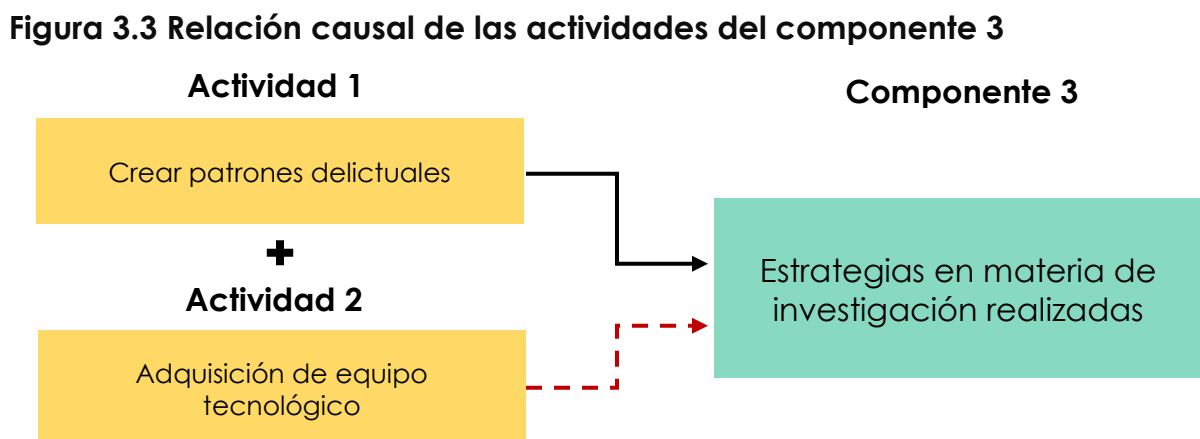 Figura 3.3 Relación causal de las actividades del componente 3
Actividad 1
Crear patrones delictuales
+
Actividad 2
Adquisición de equipo
tecnológico
Componente 3
Estrategias en materia de
investigación realizadas